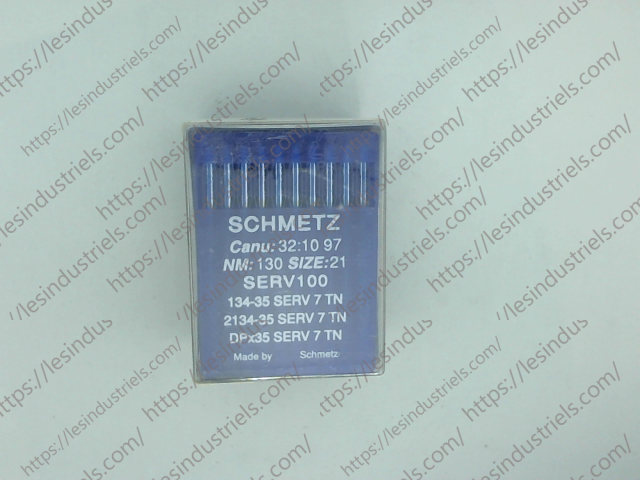 SCHMETZ
Canu: 32:10 97
NM: 130 SIZE: 21
SERV100
134-35 SERV 7 TN
2134-35 SERV 7 TN
DPx35 SERV 7 TN
Made by Schmetz
https://lesindustriels.com/